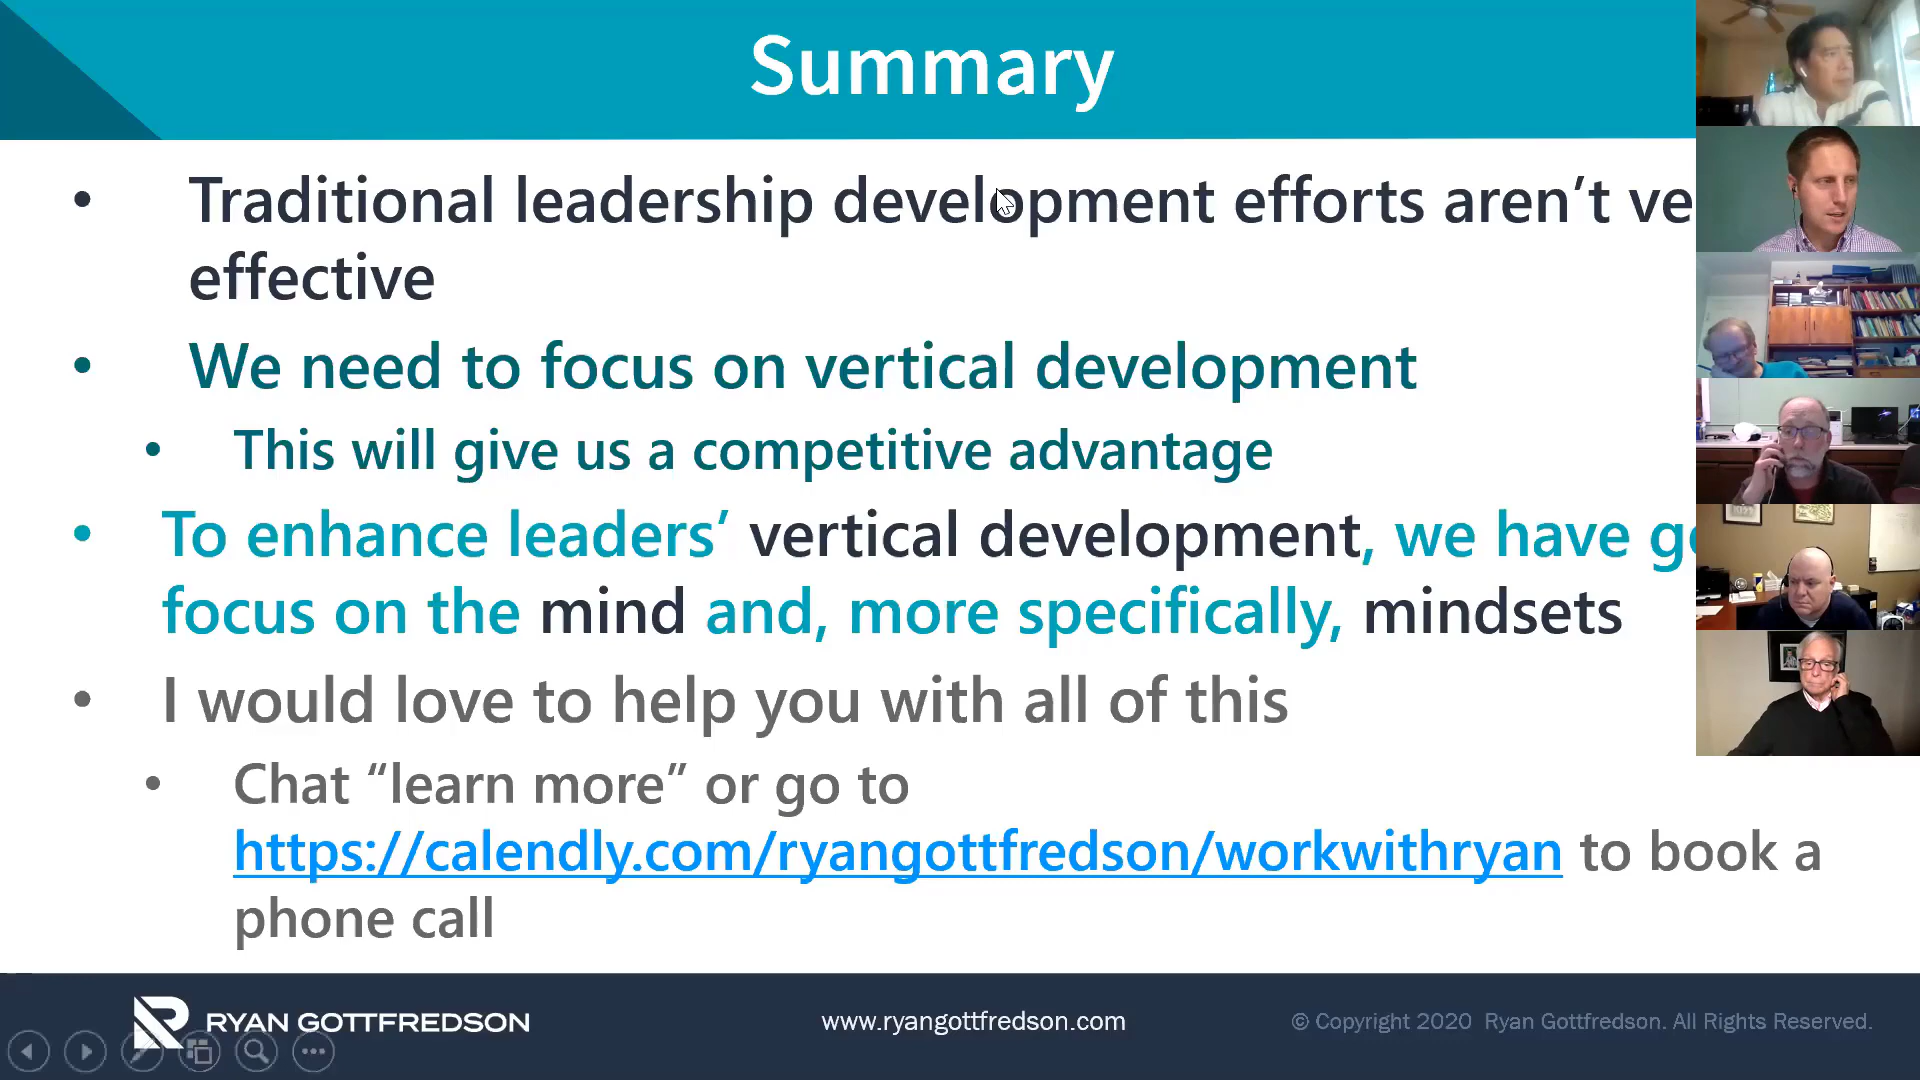 Summary
• Traditional leadership development efforts aren’t ve
effective
• We need to focus on vertical development
• This will give us a competitive advantage
• To enhance leaders’ vertical development, we have g
focus on the mind and, more specifically, mindsets
• I would love to help you with all of this
• Chat “learn more” or go to
https://calendly.com/ryangottfredson/workwithryan to book a
phone call
RYAN GOTTFREDSON
www.ryangottfredson.com
© Copyright 2020 Ryan Gottfredson. All Rights Reserved.